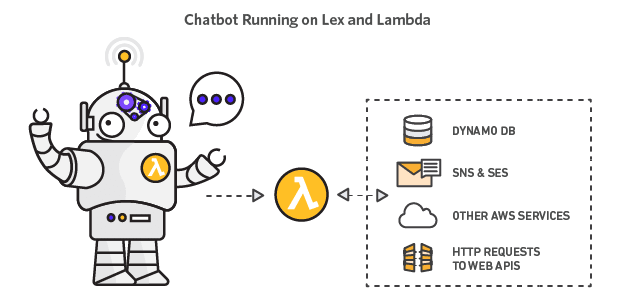 Chatbot Running on Lex and Lambda
DYNAMO DB
SNS & SES
OTHER AWS SERVICES
HTTP REQUESTS
TO WEB APIS
λ
λ